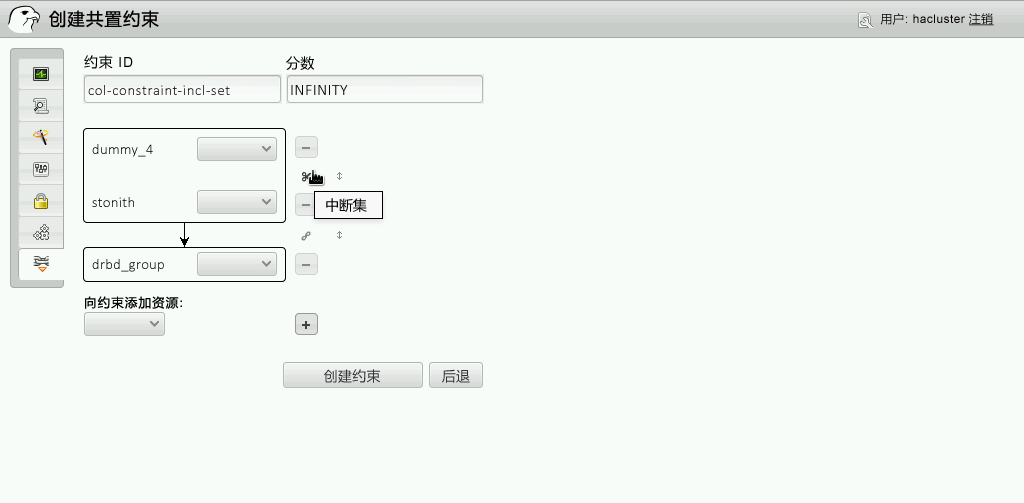 创建共置约束
用户: hacluster 注销
约束 ID 分数
col-constraint-incl-set INFINITY
dummy_4
stonith
中断集
drbd_group
向约束添加资源:
创建约束 后退